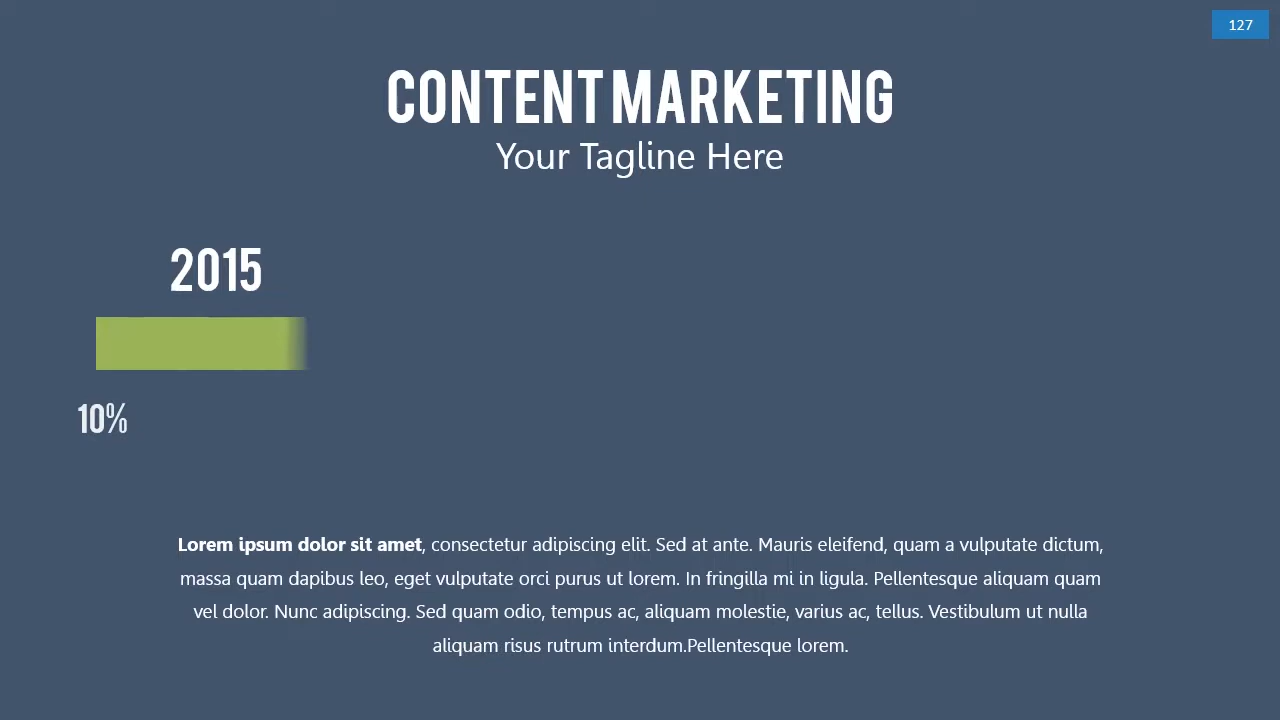 127
CONTENT MARKETING
Your Tagline Here
2015
10%
Lorem ipsum dolor sit amet, consectetur adipiscing elit. Sed at ante. Mauris eleifend, quam a vulputate dictum,
massa quam dapibus leo, eget vulputate orci purus ut lorem. In fringilla mi in ligula. Pellentesque aliquam quam
vel dolor. Nunc adipiscing. Sed quam odio, tempus ac, aliquam molestie, varius ac, tellus. Vestibulum ut nulla
aliquam risus rutrum interdum.Pellentesque lorem.